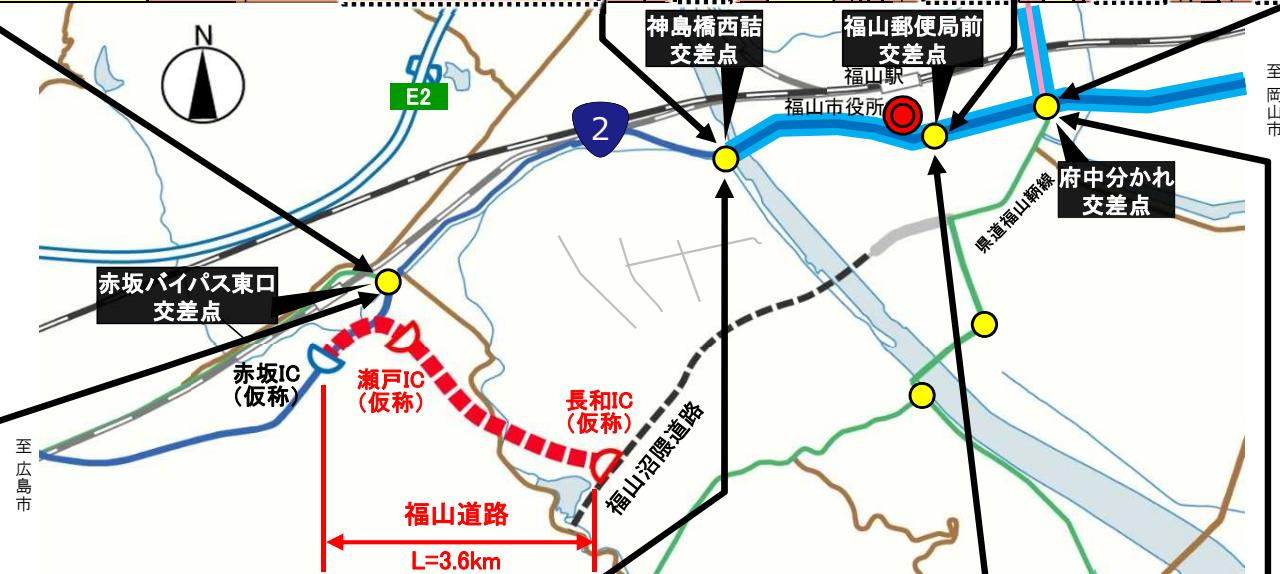 N
E2
2
神島橋西詰
交差点
福山郵便局前
交差点
福山駅
福山市役所
至 岡山市
府中分かれ
交差点
県道福山鞆線
赤坂バイパス東口
交差点
赤坂IC
（仮称）
瀬戸IC
（仮称）
長和IC
（仮称）
福山沼隈道路
至 広島市
福山道路
L=3.6km